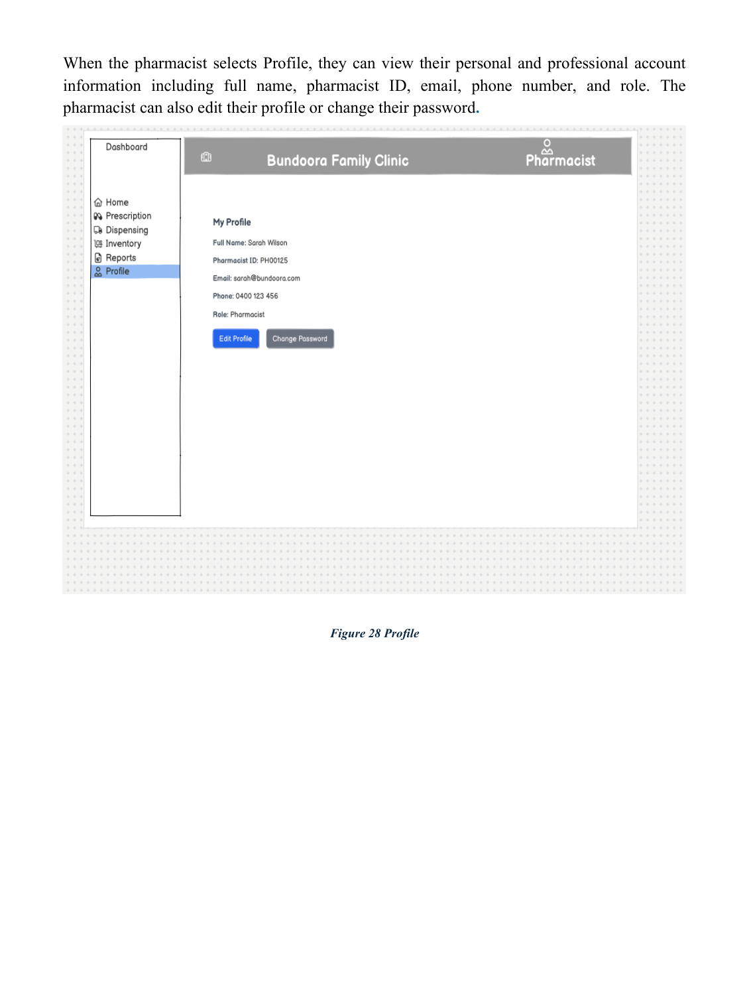 When the pharmacist selects Profile, they can view their personal and professional account
information including full name, pharmacist ID, email, phone number, and role. The
pharmacist can also edit their profile or change their password.
Dashboard
Bundoora Family Clinic
Pharmacist
Home
Prescription
Dispensing
Inventory
Reports
Profile
My Profile
Full Name: Sarah Wilson
Pharmacist ID: PH00125
Email: sarah@bundoora.com
Phone: 0400 123 456
Role: Pharmacist
Edit Profile
Change Password
Figure 28 Profile